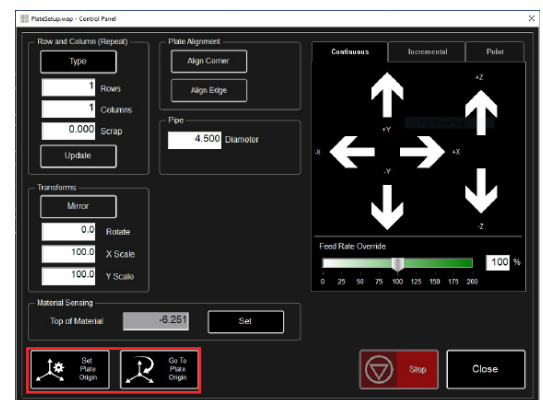 PlateSetup.wap - Control Panel
Row and Column (Repeat)
Type
1 Rows
1 Columns
0.000 Scrap
Update
Transforms
Mirror
0.0 Rotate
100.0 X Scale
100.0 Y Scale
Plate Alignment
Align Corner
Align Edge
Pipe
4.500 Diameter
Continuous Incremental Point
+Z
+Y
-X +X
-Y
-Z
Feed Rate Override
100 %
0 25 50 75 100 125 150 175 200
Material Sensing
Top of Material -6.251 Set
Set
Plate
Origin
Go To
Plate
Origin
Stop
Close